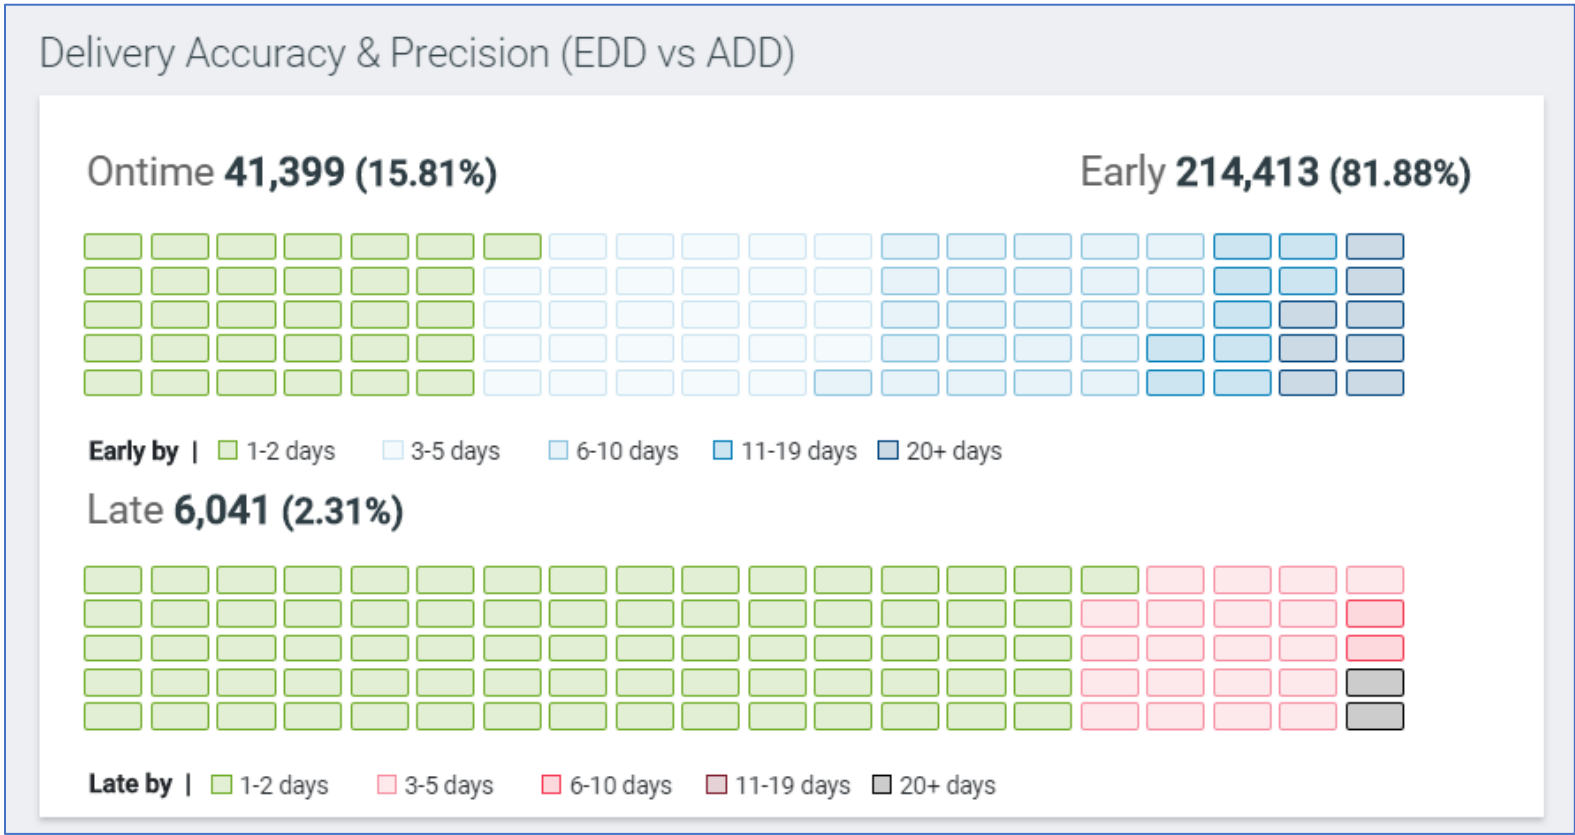 Delivery Accuracy & Precision (EDD vs ADD)
Ontime 41,399 (15.81%) Early 214,413 (81.88%)
Early by | 1-2 days 3-5 days 6-10 days 11-19 days 20+ days
Late 6,041 (2.31%)
Late by | 1-2 days 3-5 days 6-10 days 11-19 days 20+ days